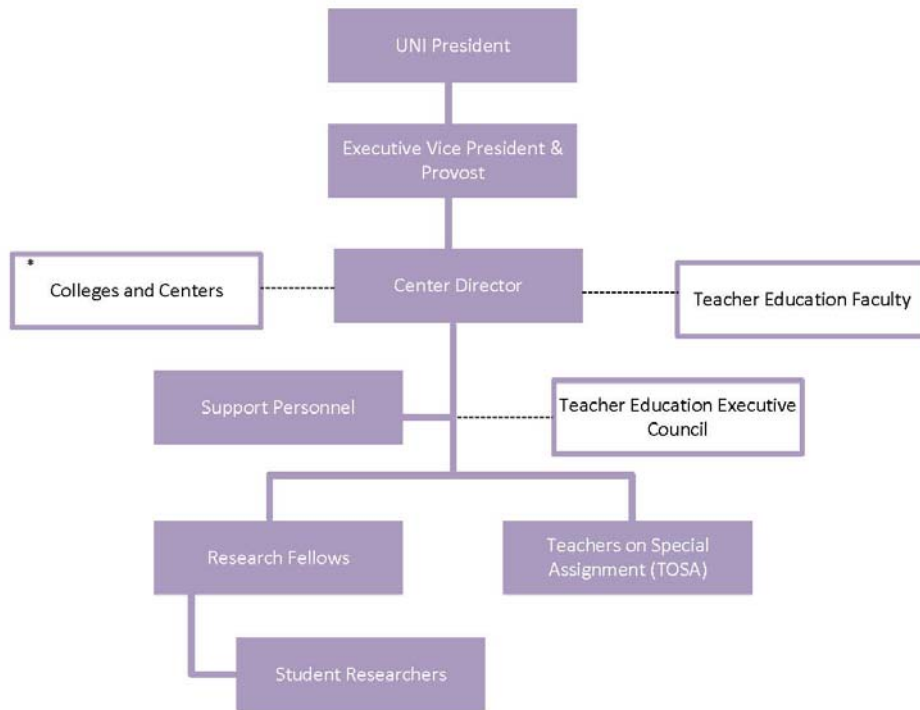 UNI President
Executive Vice President &
Provost
*
Colleges and Centers
Center Director
Teacher Education Faculty
Support Personnel
Teacher Education Executive
Council
Research Fellows
Teachers on Special
Assignment (TOSA)
Student Researchers